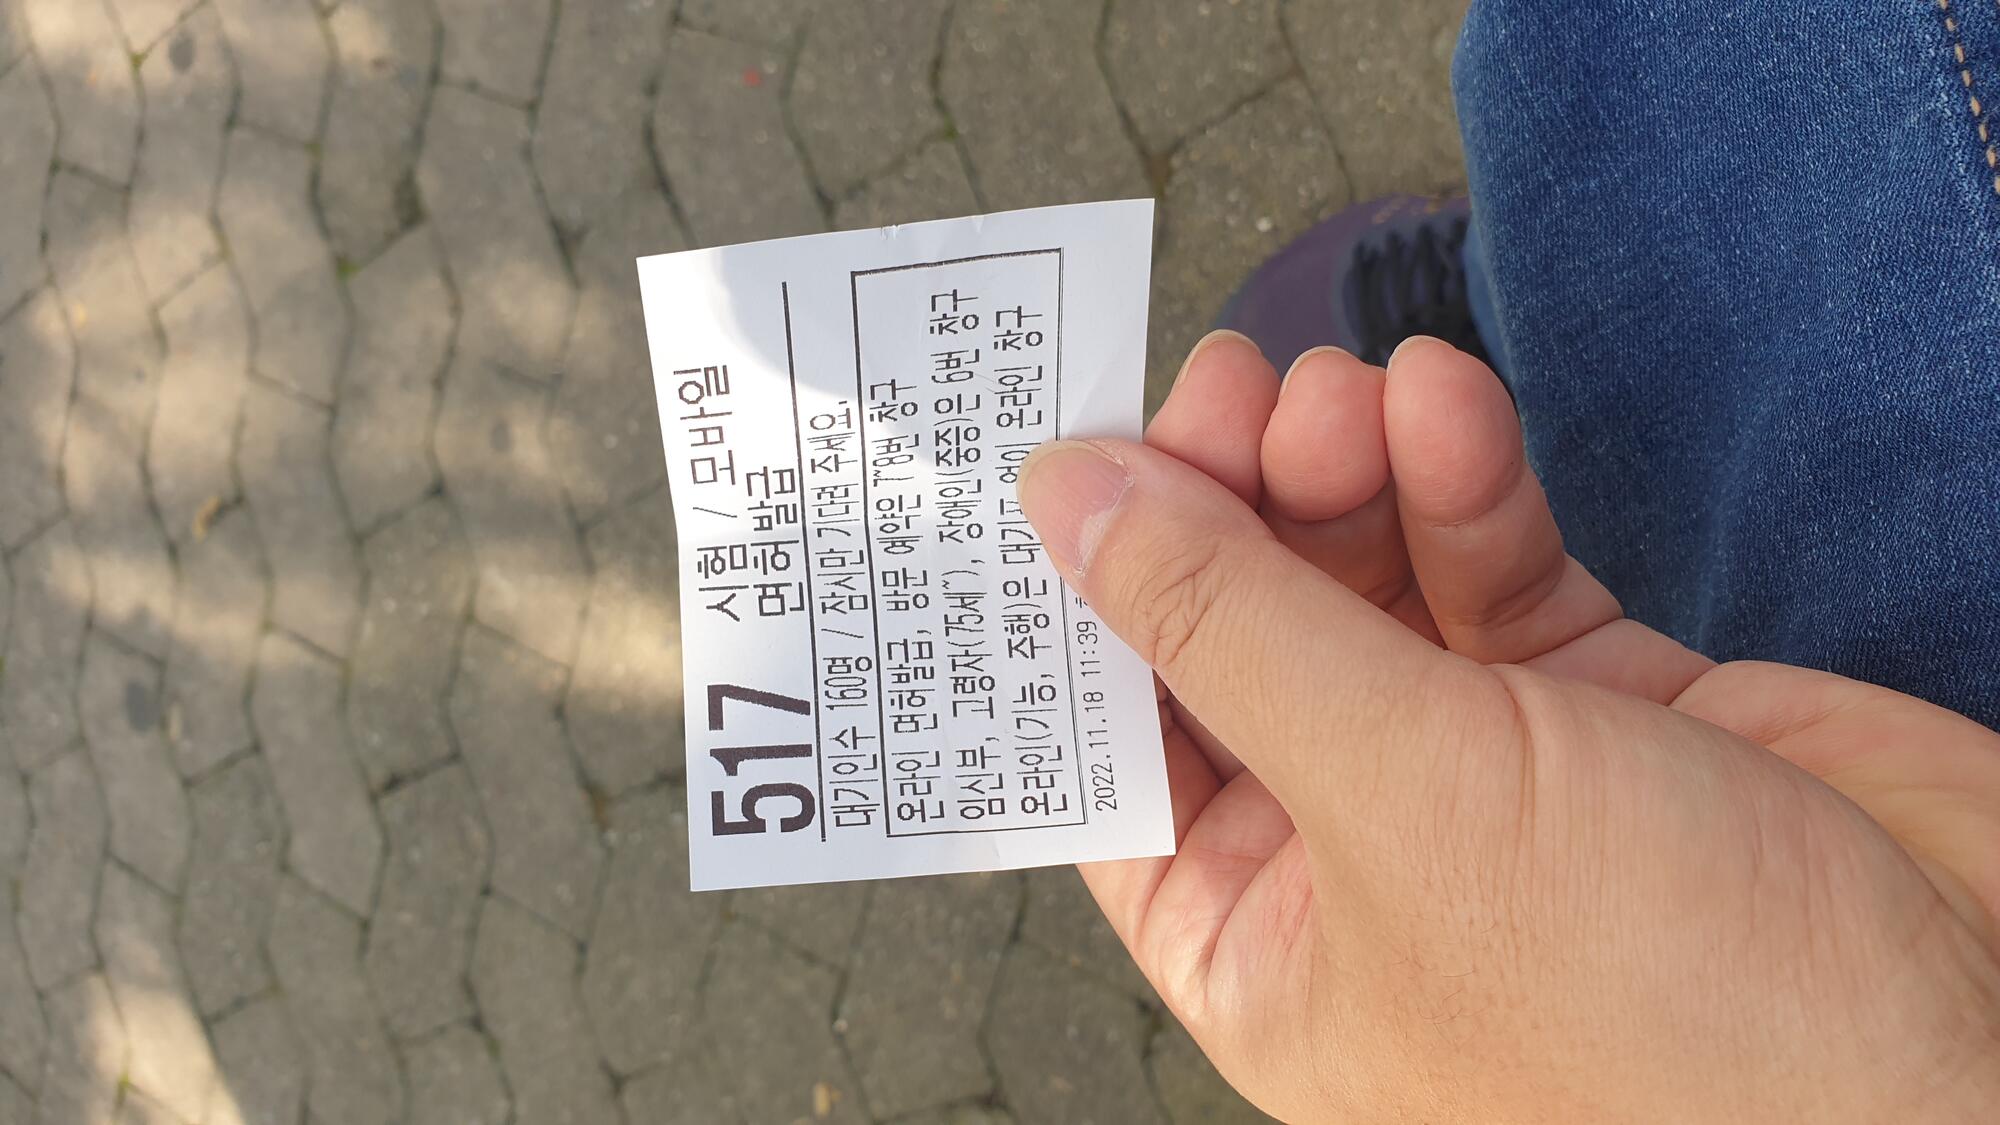 517
시험 / 모바일
면허발급
대기인수 160명 / 잠시만 기다려 주세요.
온라인 면허발급, 방문 예약은 7~8번 창구
임신부, 고령자(75세~), 장애인(중증)은 6번 창구
온라인(기능, 주행)은 대기표 없이 온라인 창구
2022.11.18 11:39